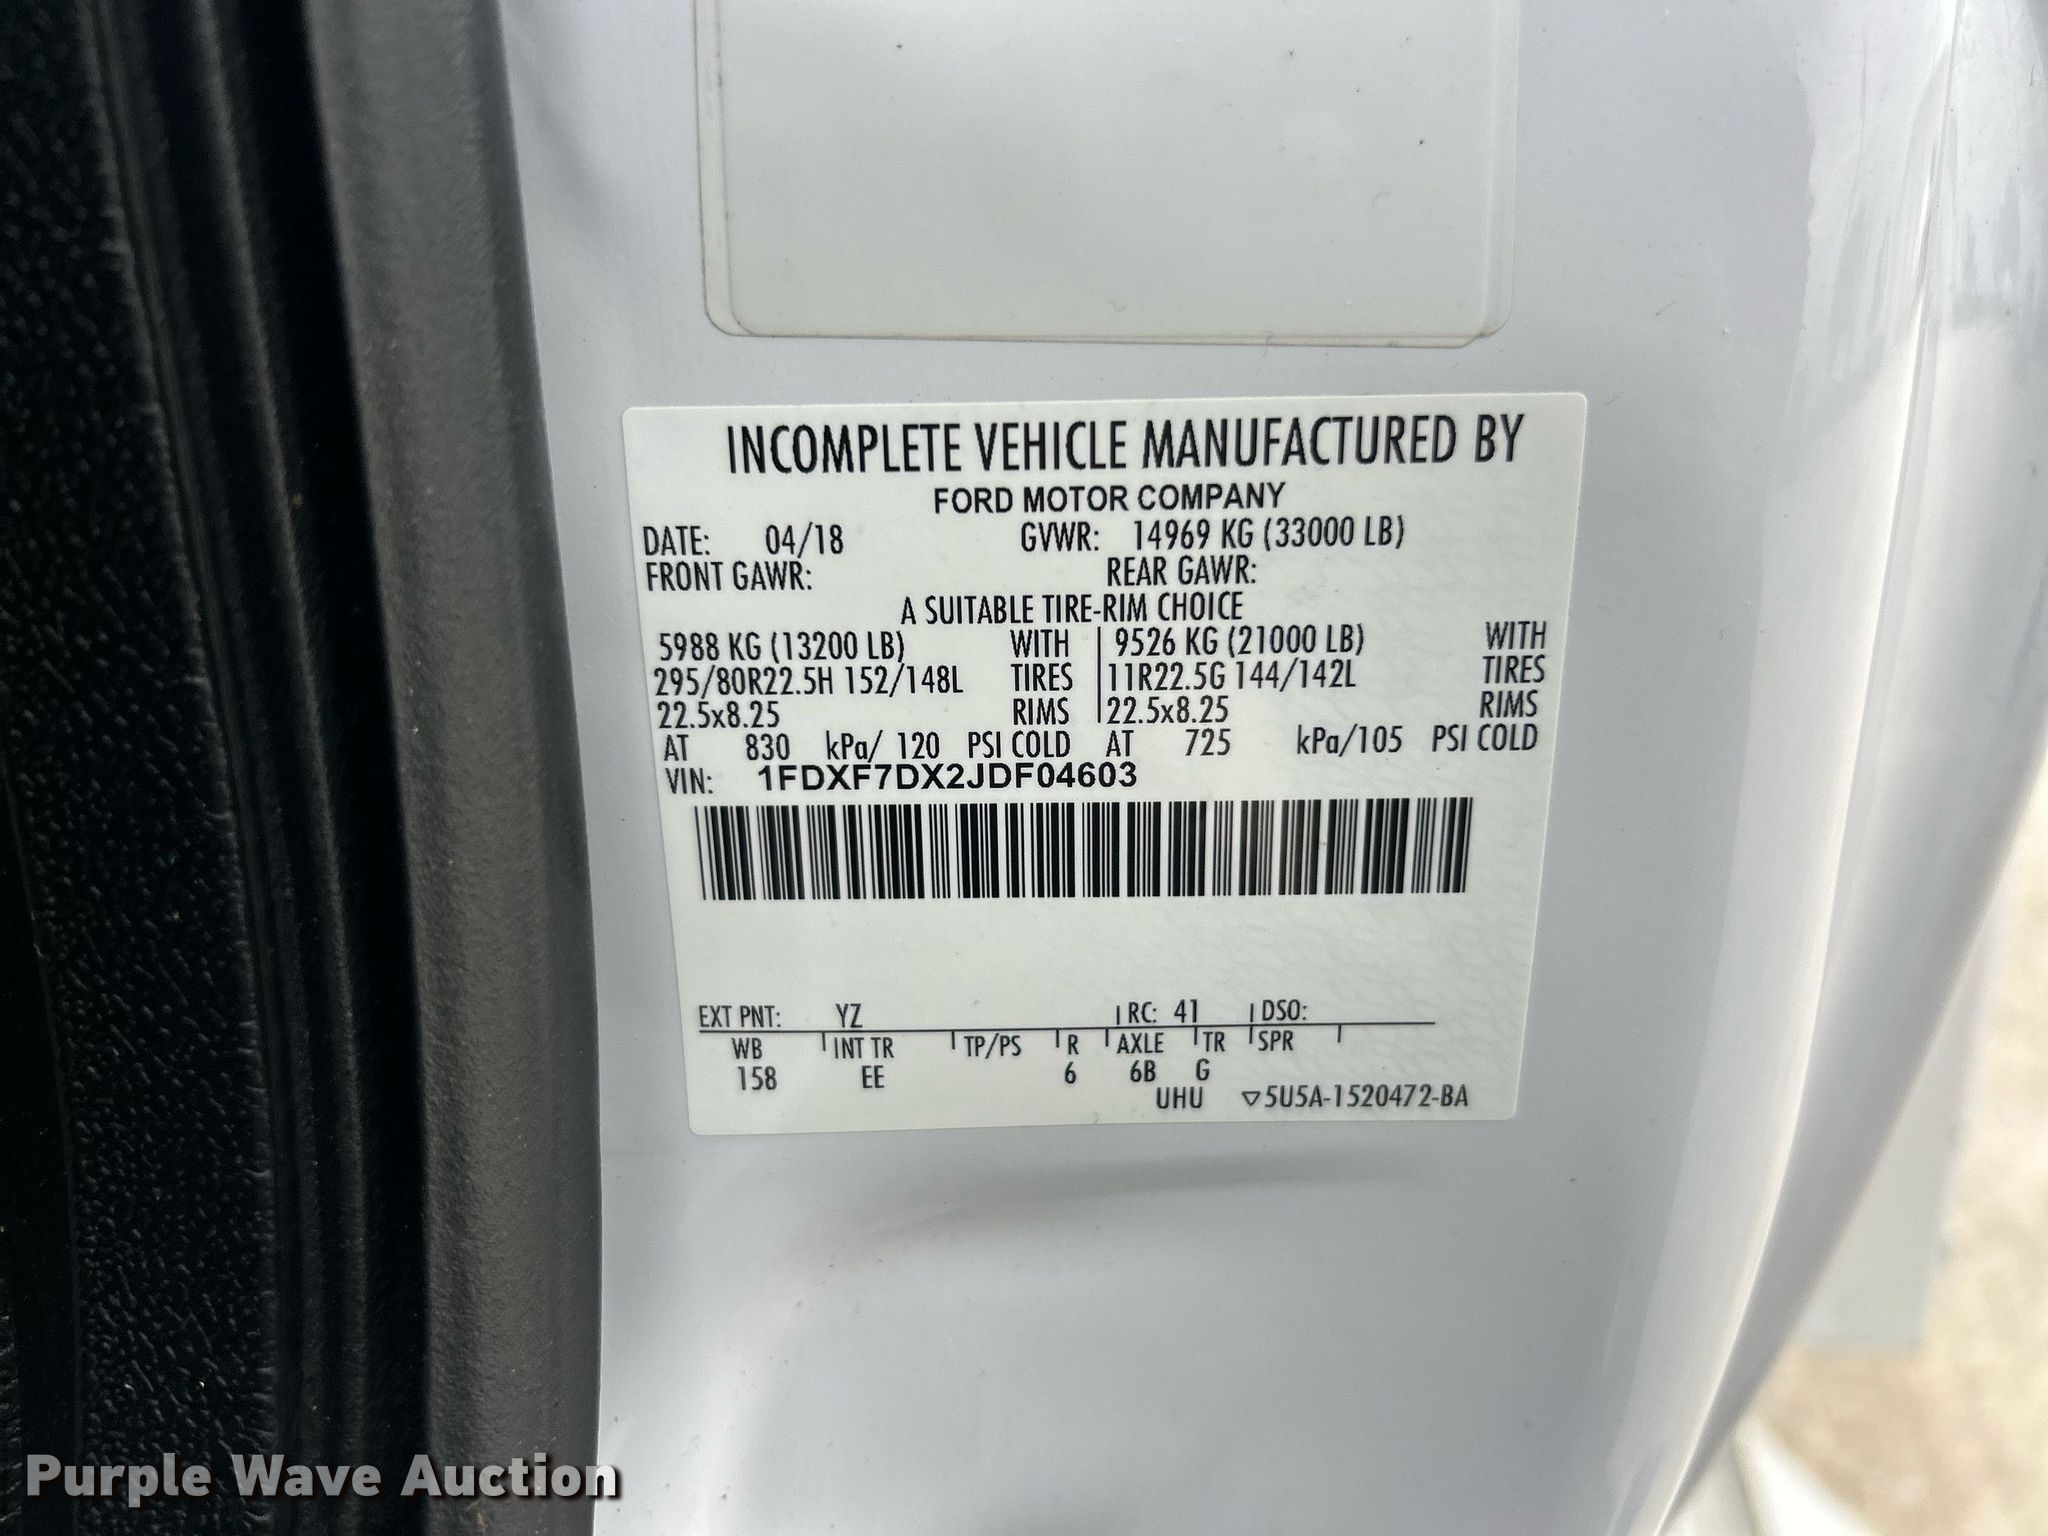 INCOMPLETE VEHICLE MANUFACTURED BY
FORD MOTOR COMPANY
DATE: 04/18 GVWR: 14969 KG (33000 LB)
FRONT GAWR: REAR GAWR:
A SUITABLE TIRE-RIM CHOICE
5988 KG (13200 LB) WITH 9526 KG (21000 LB) WITH
295/80R22.5H 152/148L TIRES 11R22.5G 144/142L TIRES
22.5x8.25 RIMS 22.5x8.25 RIMS
AT 830 kPa/ 120 PSI COLD AT 725 kPa/105 PSI COLD
VIN: 1FDXF7DX2JDF04603
EXT PNT: YZ RC: 41 DSO:
WB INT TR TP/PS R AXLE TR SPR
158 EE 6 6B G
UHU ▽5U5A-1520472-BA
Purple Wave Auction